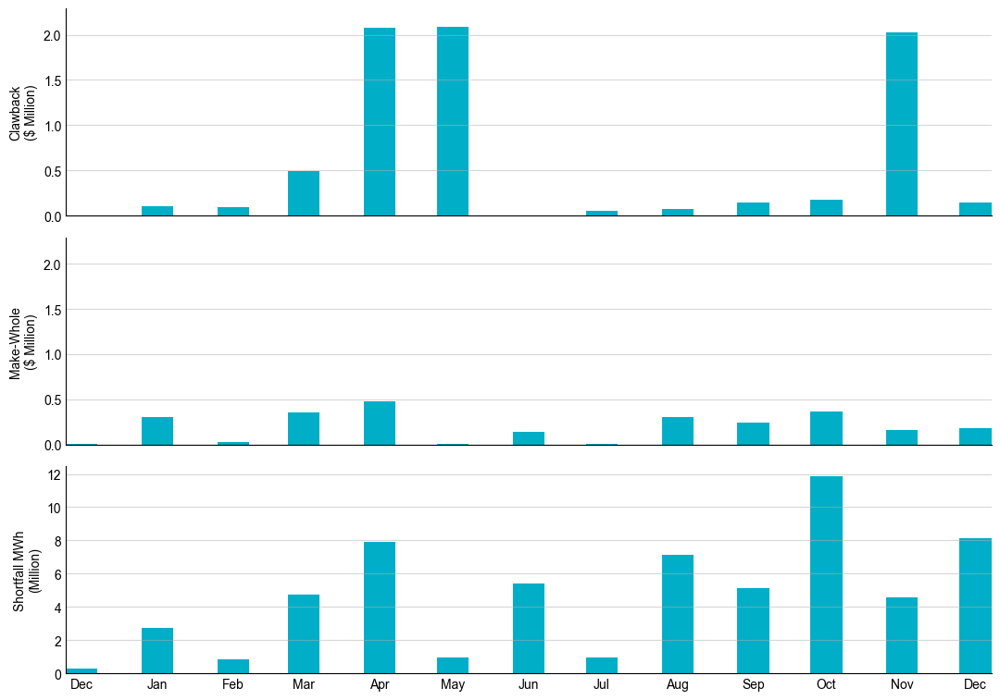 Clawback
($ Million)
2.0
1.5
1.0
0.5
0.0
Make-Whole
($ Million)
2.0
1.5
1.0
0.5
0.0
Shortfall MWh
(Million)
12
10
8
6
4
2
0
Dec Jan Feb Mar Apr May Jun Jul Aug Sep Oct Nov Dec